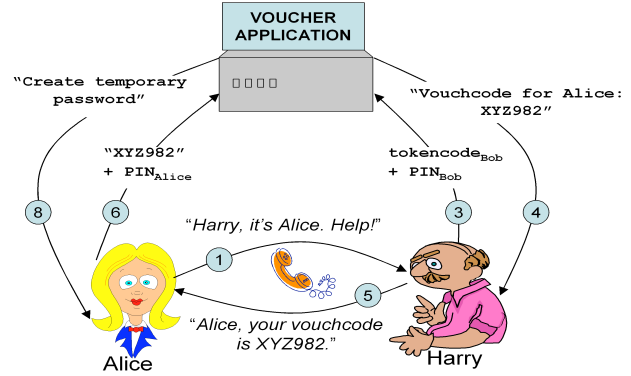 VOUCHER
APPLICATION
“Create temporary
password”
“Vouchcode for Alice:
XYZ982”
“XYZ982”
+ PINAlice
tokencodeBob
+ PINBob
8
6
3
4
“Harry, it’s Alice. Help!”
1
5
“Alice, your vouchcode
is XYZ982.”
Alice
Harry